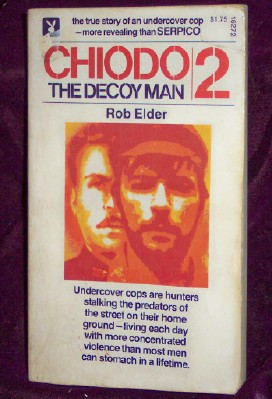 the true story of an undercover cop
—more revealing than SERPICO
$1.75
16272
CHIODO 2
THE DECOY MAN
Rob Elder
Undercover cops are hunters
stalking the predators of
the street on their home
ground—living each day
with more concentrated
violence than most men
can stomach in a lifetime.